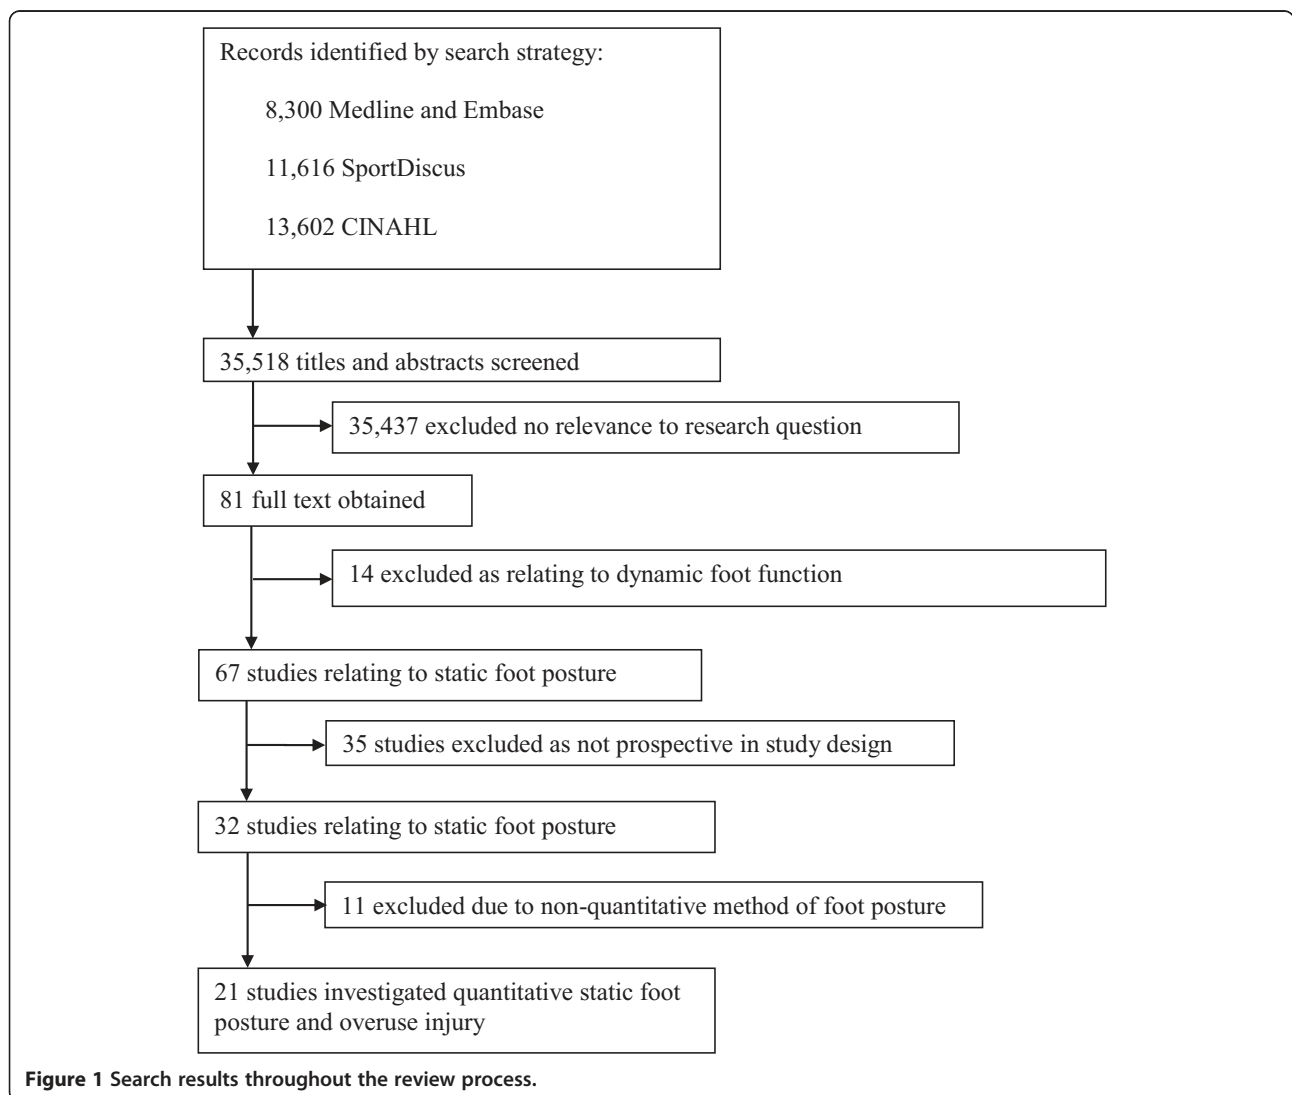 Records identified by search strategy:
8,300 Medline and Embase
11,616 SportDiscus
13,602 CINAHL
35,518 titles and abstracts screened
35,437 excluded no relevance to research question
81 full text obtained
14 excluded as relating to dynamic foot function
67 studies relating to static foot posture
35 studies excluded as not prospective in study design
32 studies relating to static foot posture
11 excluded due to non-quantitative method of foot posture
21 studies investigated quantitative static foot
posture and overuse injury
Figure 1 Search results throughout the review process.